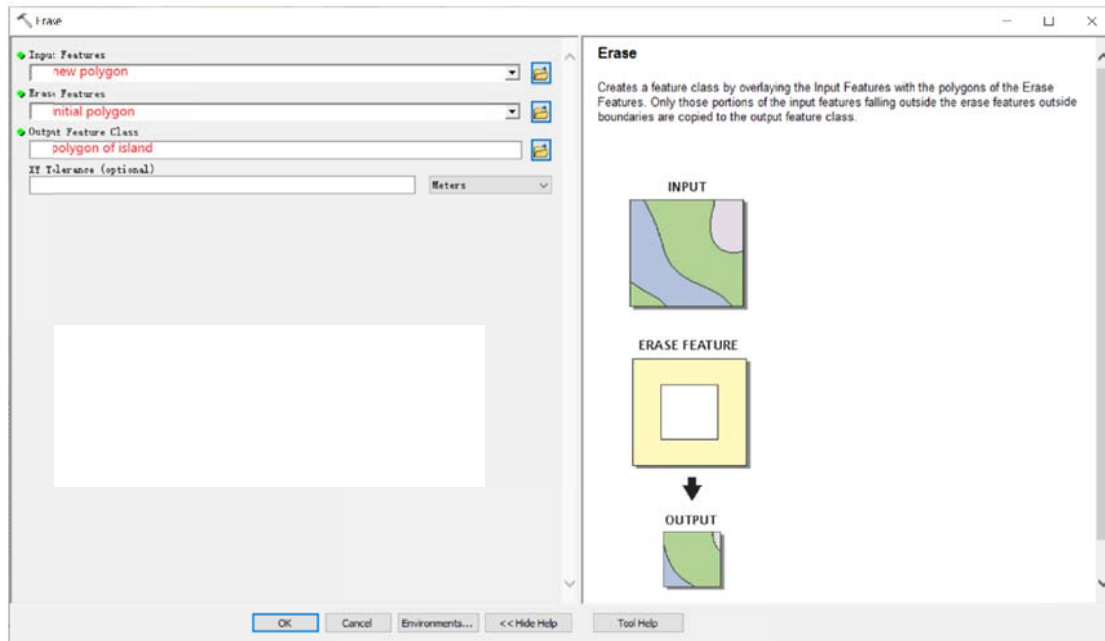 Erase
Input Features
new polygon
Erase Features
initial polygon
Output Feature Class
polygon of island
XY Tolerance (optional)
Meters
OK
Cancel
Environments...
<< Hide Help
Erase
Creates a feature class by overlaying the Input Features with the polygons of the Erase
Features. Only those portions of the input features falling outside the erase features outside
boundaries are copied to the output feature class.
INPUT
ERASE FEATURE
OUTPUT
Tool Help